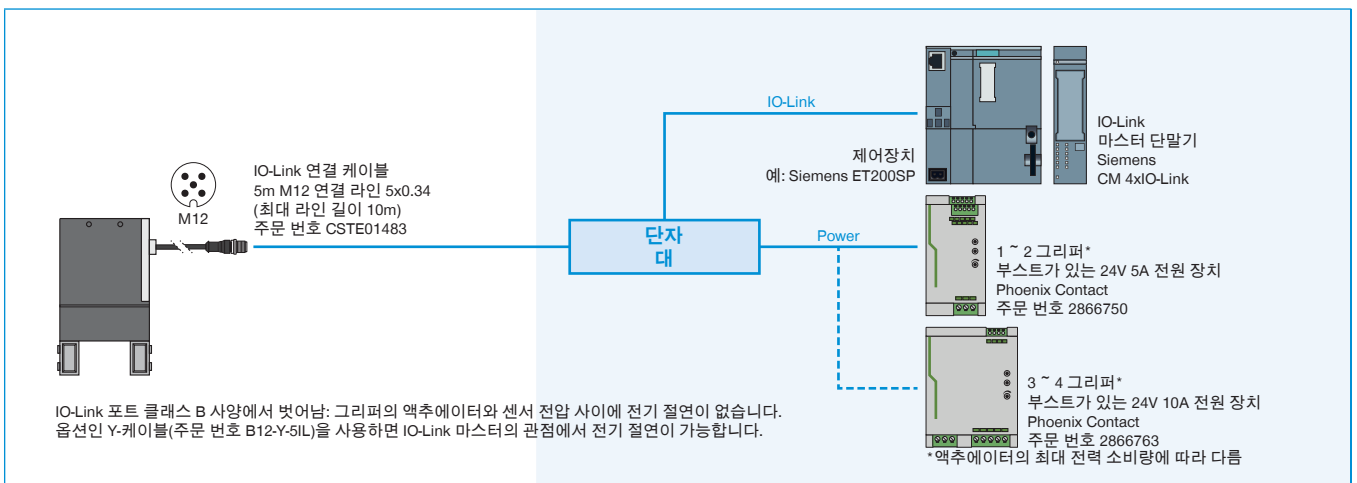 IO-Link
IO-Link
마스터 단말기
Siemens
CM 4xIO-Link
제어장치
예: Siemens ET200SP
IO-Link 연결 케이블
5m M12 연결 라인 5x0.34
(최대 라인 길이 10m)
주문 번호 CSTE01483
M12
단자
대
Power
1 ~ 2 그리퍼*
부스트가 있는 24V 5A 전원 장치
Phoenix Contact
주문 번호 2866750
3 ~ 4 그리퍼*
부스트가 있는 24V 10A 전원 장치
Phoenix Contact
주문 번호 2866763
*액추에이터의 최대 전력 소비량에 따라 다름
IO-Link 포트 클래스 B 사양에서 벗어남: 그리퍼의 액추에이터와 센서 전압 사이에 전기 절연이 없습니다.
옵션인 Y-케이블(주문 번호 B12-Y-5IL)을 사용하면 IO-Link 마스터의 관점에서 전기 절연이 가능합니다.